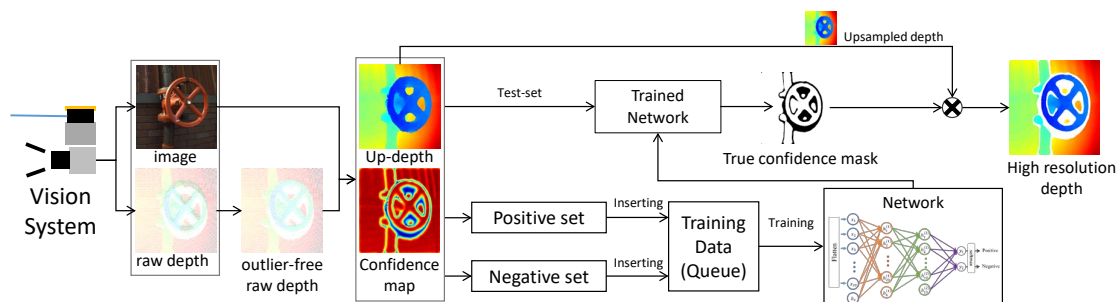 Vision
System
image
raw depth
outlier-free
raw depth
Up-depth
Confidence
map
Test-set
Trained
Network
True confidence mask
Upsampled depth
High resolution
depth
Positive set
Negative set
Inserting
Inserting
Training
Data
(Queue)
Training
Network
Flatten
Positive
Negative